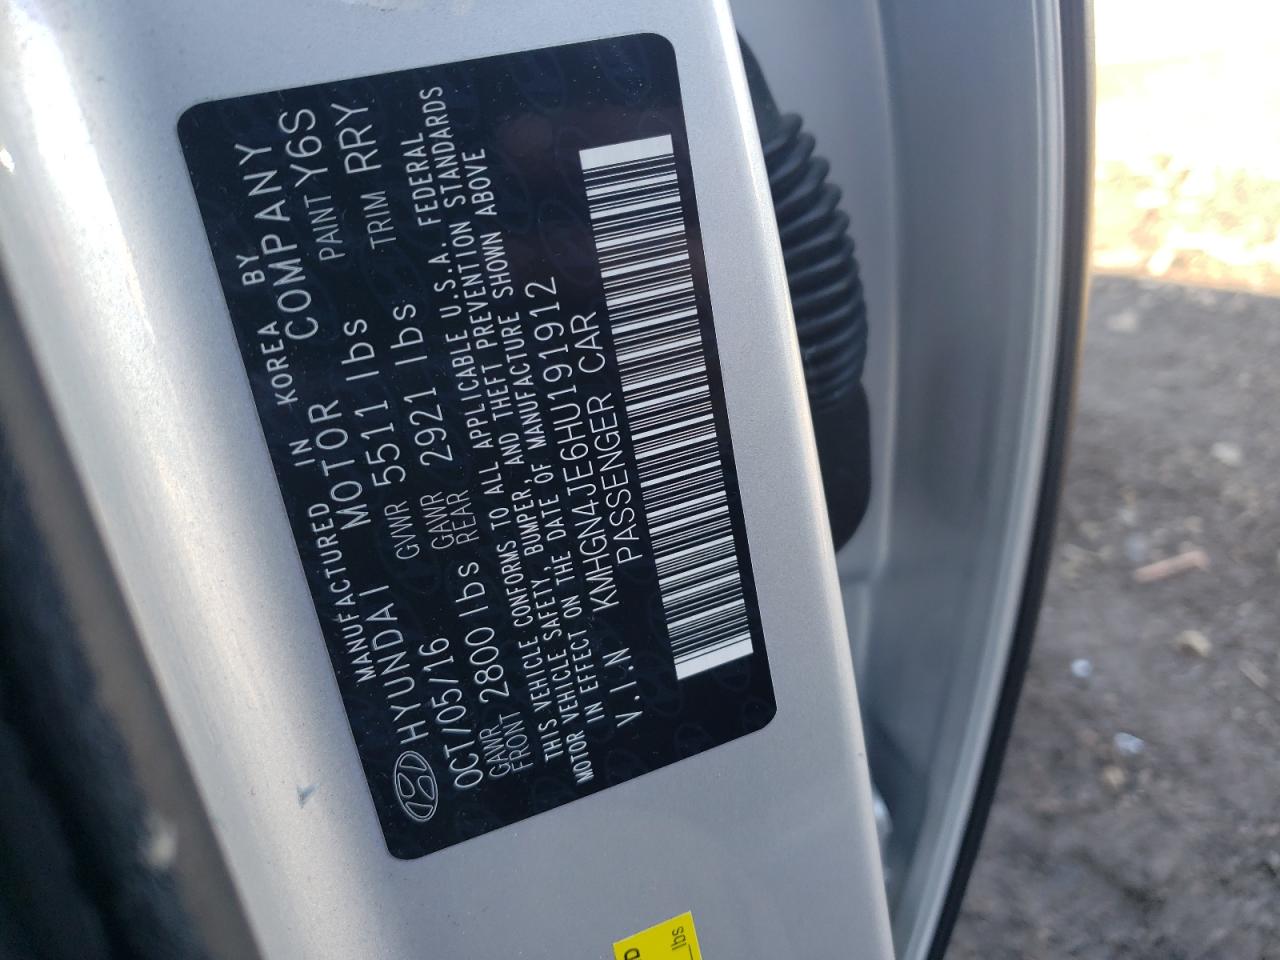 MANUFACTURED IN KOREA BY
HYUNDAI MOTOR COMPANY
OCT/05/16 GVWR 5511 lbs PAINT Y6S
GAWR FRONT 2800 lbs GAWR REAR 2921 lbs TRIM RRY
THIS VEHICLE CONFORMS TO ALL APPLICABLE U.S.A. FEDERAL
MOTOR VEHICLE SAFETY, BUMPER, AND THEFT PREVENTION STANDARDS
IN EFFECT ON THE DATE OF MANUFACTURE SHOWN ABOVE
V.I.N KMHGN4JE6HU191912
PASSENGER CAR
D
lbs